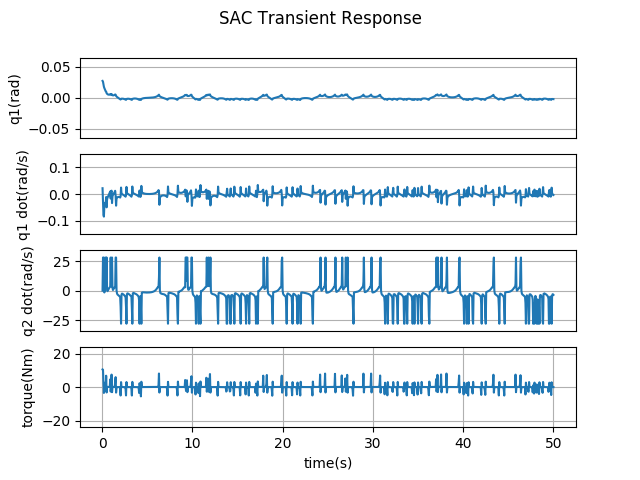 SAC Transient Response
q1(rad)
0.05
0.00
−0.05
q1 dot(rad/s)
0.1
0.0
−0.1
q2 dot(rad/s)
25
0
−25
torque(Nm)
20
0
−20
0 10 20 30 40 50
time(s)